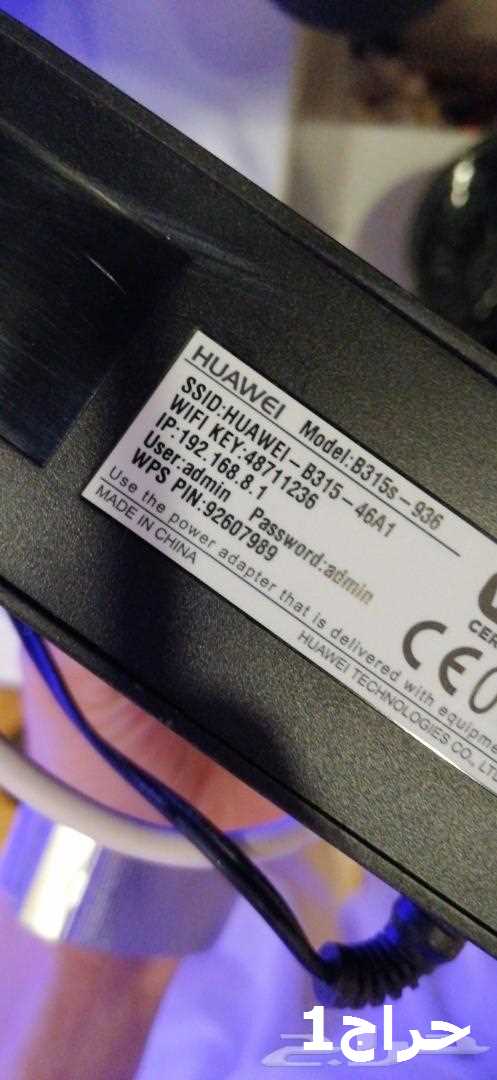 HUAWEI Model:B315s-936
SSID:HUAWEI-B315-46A1
WIFI KEY:48711236
IP:192.168.8.1
User:admin Password:admin
WPS PIN:92607989
Use the power adapter that is delivered with
MADE IN CHINA
HUAWEI TECHNOLOGIES CO.,
CE
حراج1